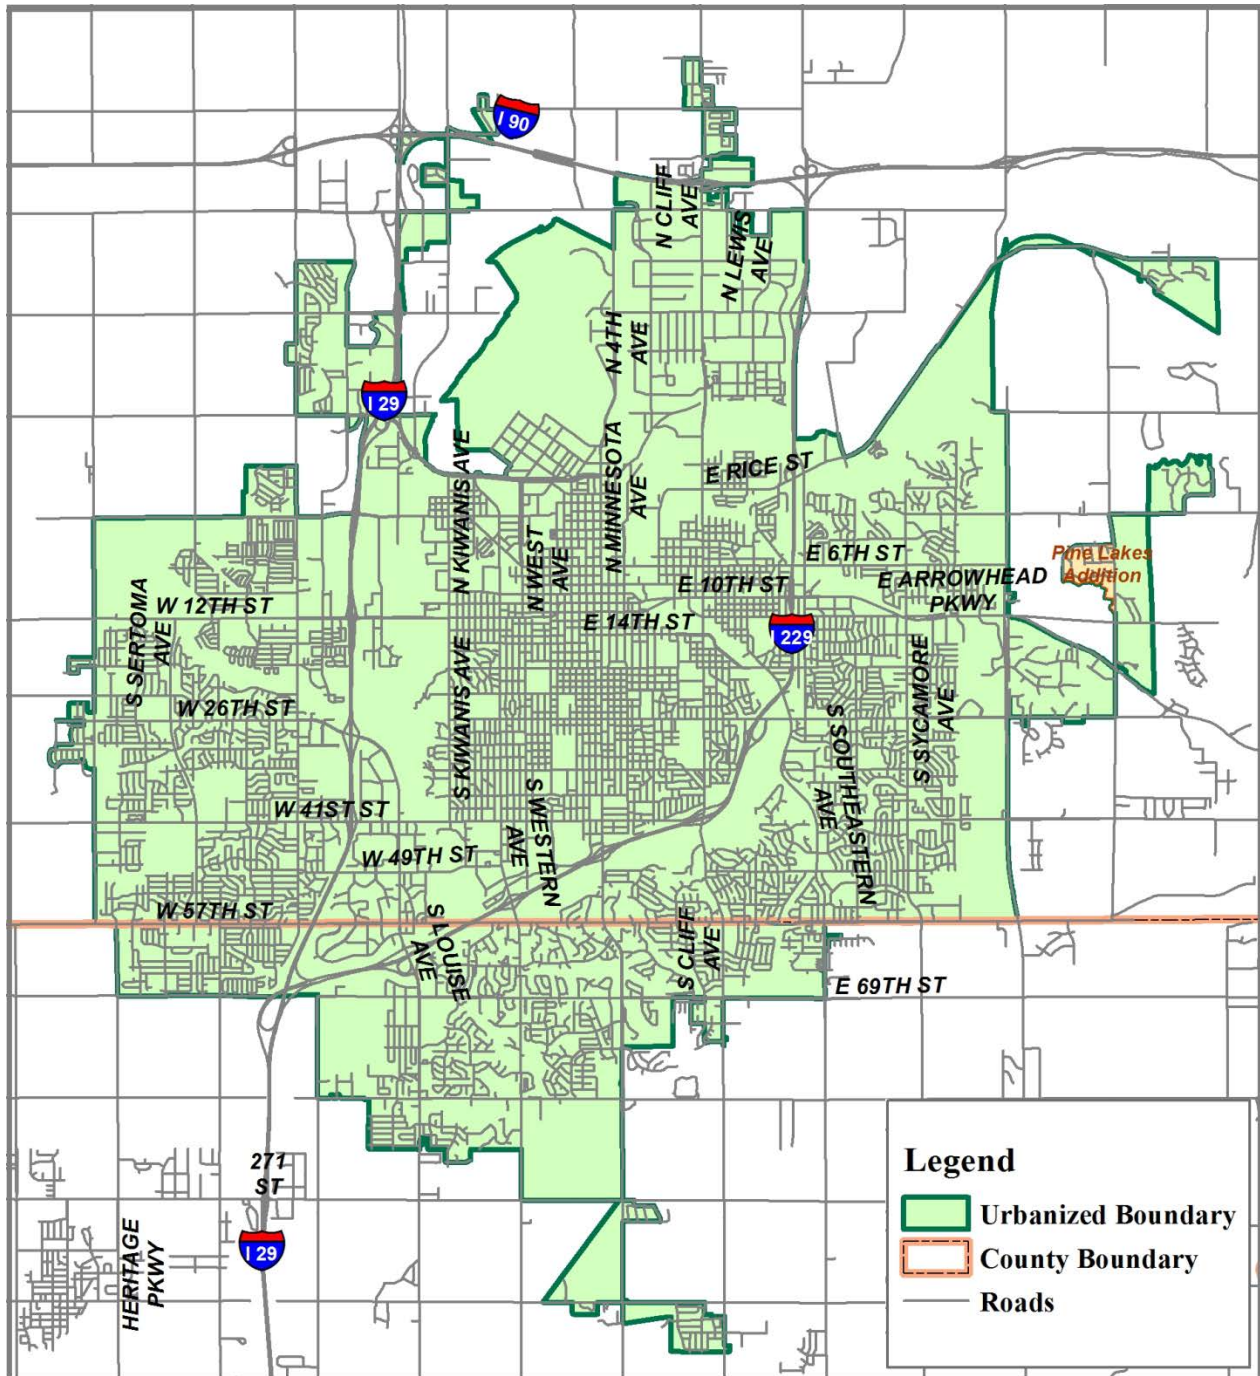 I 90
N CLIFF
AVE
N LEWIS
AVE
N 4TH
AVE
I 29
N KIWANIS AVE
N MINNESOTA
AVE
E RICE ST
N WEST
AVE
E 6TH ST
Pine Lakes
Addition
E 10TH ST
E ARROWHEAD
PKWY
W 12TH ST
E 14TH ST
I 229
S SERTOMA
AVE
S KIWANIS AVE
S SYCAMORE
AVE
W 26TH ST
S SOUTHEASTERN
AVE
W 41ST ST
S WESTERN
AVE
W 49TH ST
W 57TH ST
S LOUISE
AVE
S CLIFF
AVE
E 69TH ST
271
ST
I 29
HERITAGE
PKWY
Legend
Urbanized Boundary
County Boundary
Roads